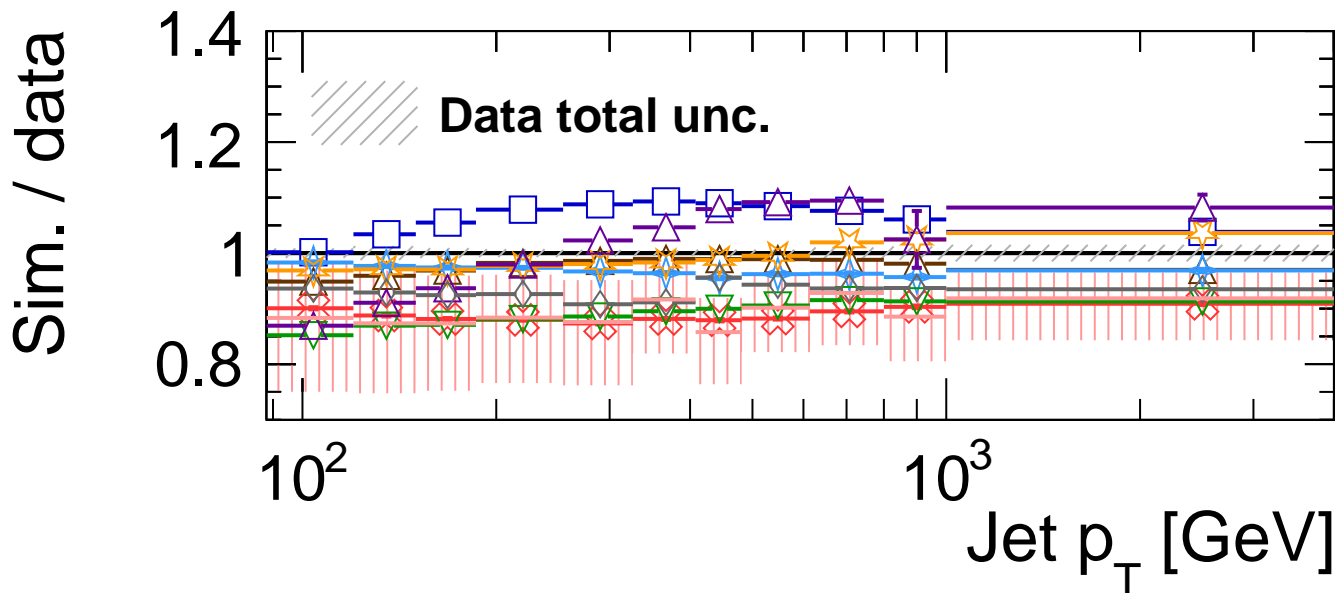 Sim. / data
1.4
1.2
1
0.8
Data total unc.
10²
10³
Jet p_T [GeV]